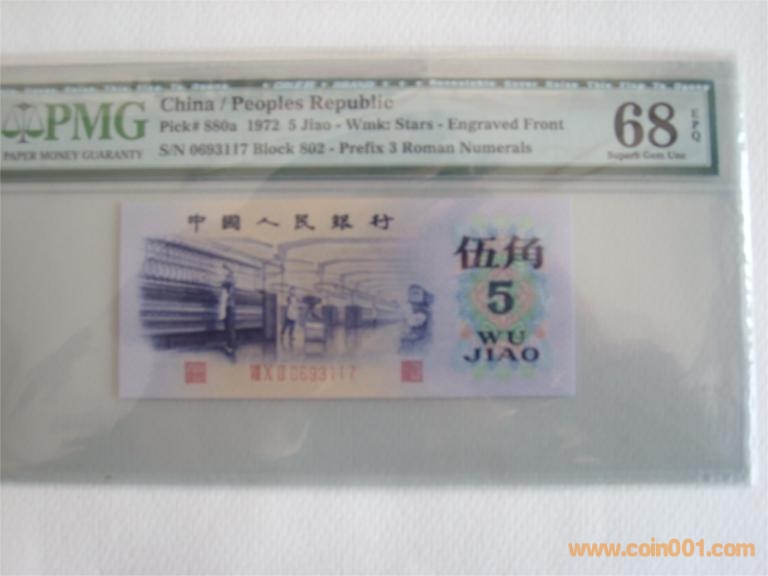 PMG
PAPER MONEY GUARANTY
China / Peoples Republic
Pick# 880a 1972 5 Jiao - Wmk: Stars - Engraved Front
S/N 0693117 Block 802 - Prefix 3 Roman Numerals
68 EPQ
Superb Gem Unc
中國人民銀行
伍角
5
WU
JIAO
0693117
www.coin001.com